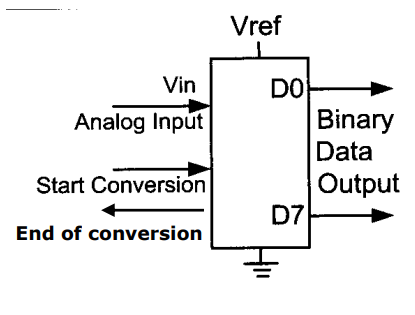 Vref
Vin
Analog Input
Start Conversion
End of conversion
D0
Binary
Data
Output
D7